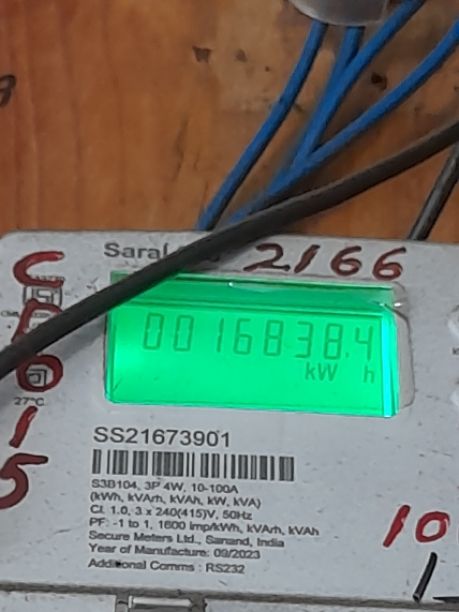 Saral
2166
0016838.4
kW h
27°C
SS21673901
S3B104, 3P 4W, 10-100A
(kWh, kVArh, kVAh, kW, kVA)
Cl. 1.0, 3 x 240(415)V, 50Hz
PF: -1 to 1, 1600 imp/kWh, kVArh, kVAh
Secure Meters Ltd., Sanand, India
Year of Manufacture: 09/2023
Additional Comms : RS232
10